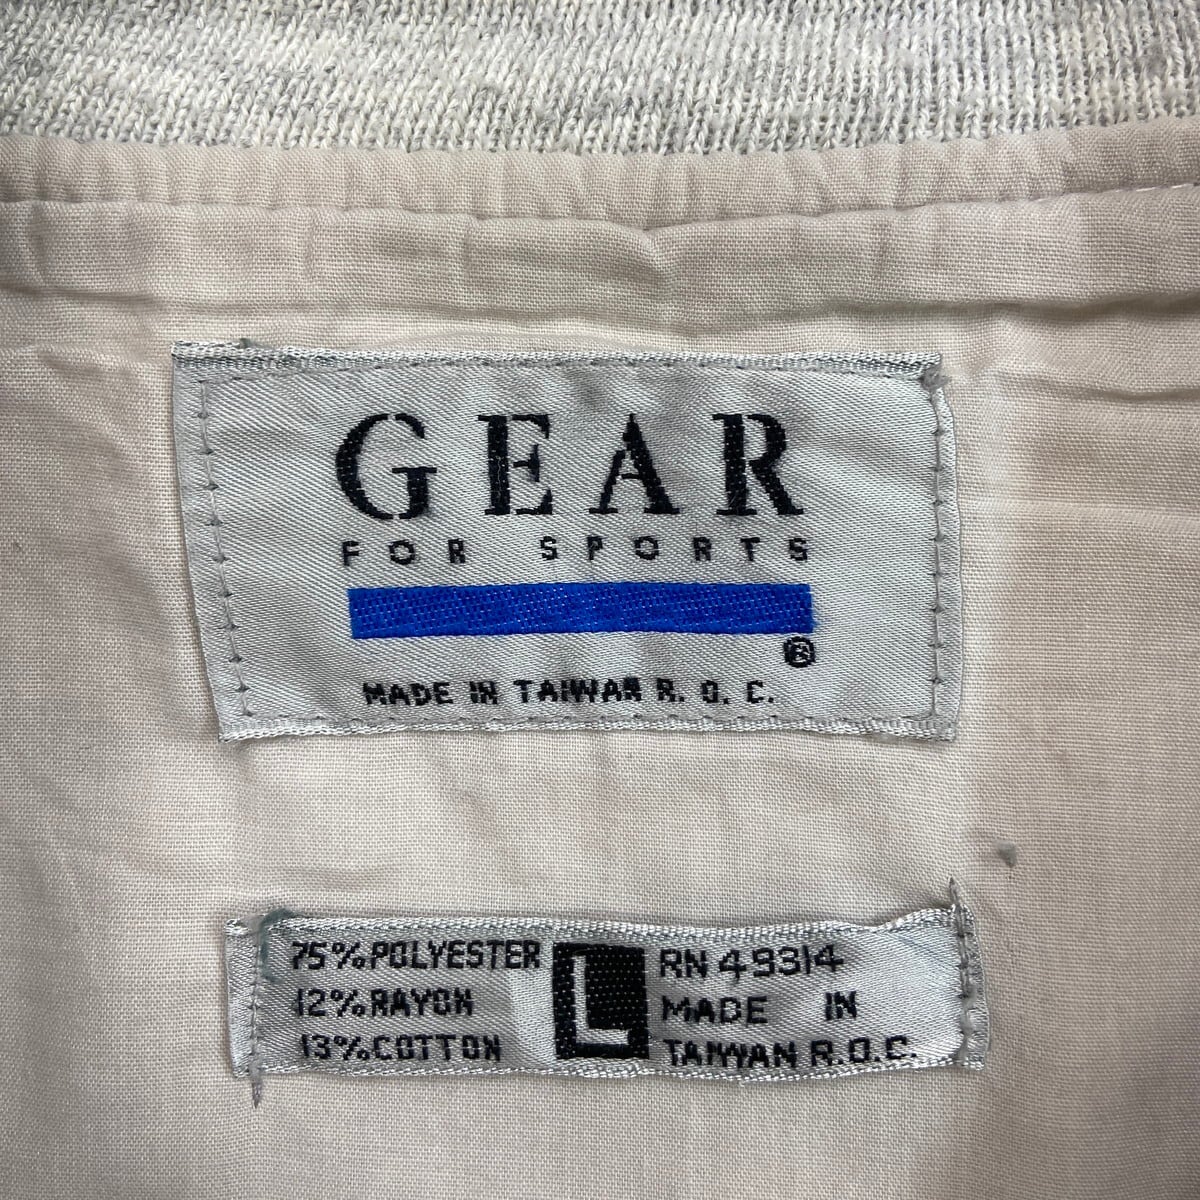 GEAR
FOR SPORTS
®
MADE IN TAIWAN R. O. C.
75% POLYESTER
12% RAYON
13% COTTON
L
RN 49314
MADE IN
TAIWAN R.O.C.